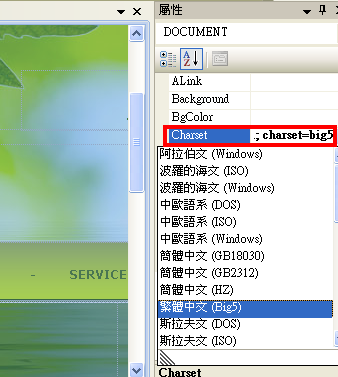 屬性
DOCUMENT
ALink
Background
BgColor
Charset .; charset=big5
阿拉伯文 (Windows)
波羅的海文 (ISO)
波羅的海文 (Windows)
中歐語系 (DOS)
中歐語系 (ISO)
中歐語系 (Windows)
簡體中文 (GB18030)
簡體中文 (GB2312)
簡體中文 (HZ)
繁體中文 (Big5)
斯拉夫文 (DOS)
斯拉夫文 (ISO)
Charset
- SERVICE